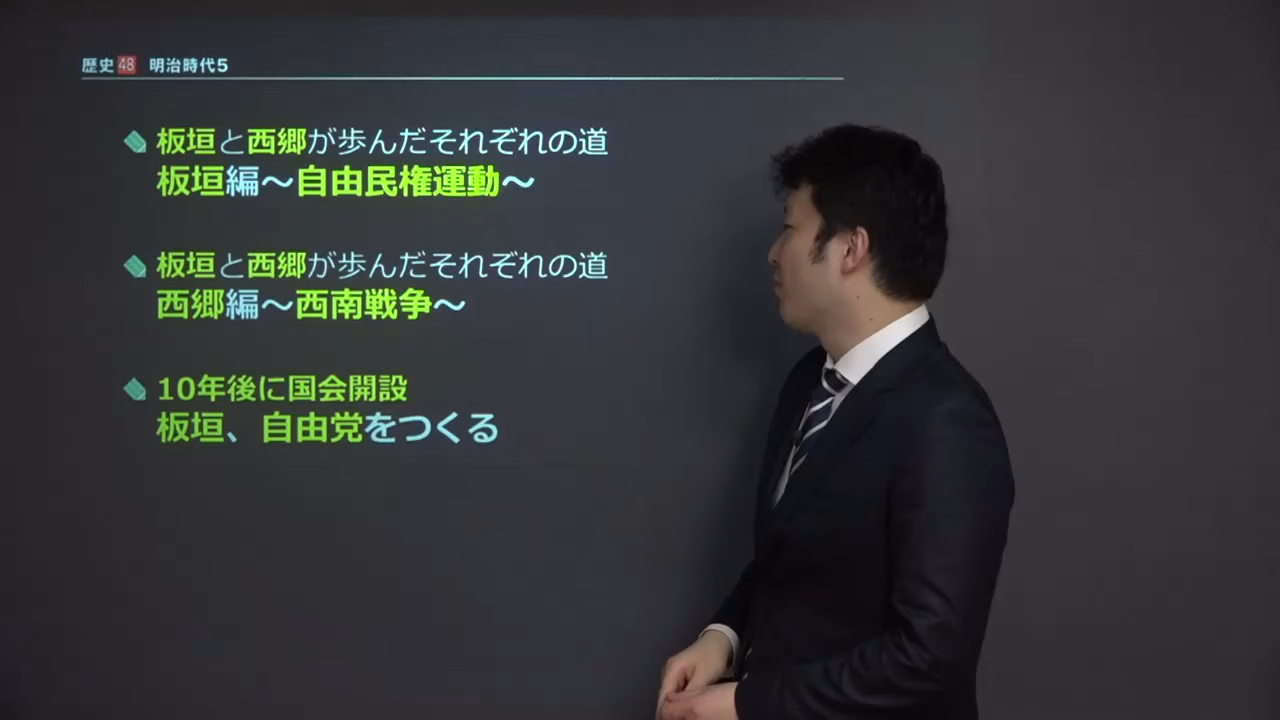 歴史48 明治時代5
板垣と西郷が歩んだそれぞれの道
板垣編～自由民権運動～
板垣と西郷が歩んだそれぞれの道
西郷編～西南戦争～
10年後に国会開設
板垣、自由党をつくる